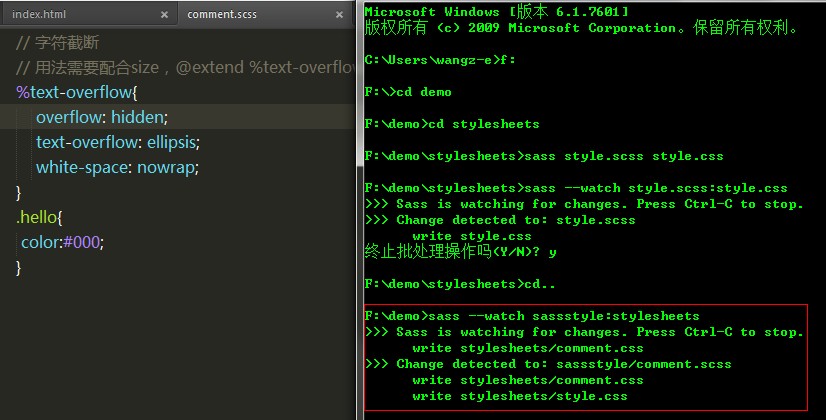 index.html
comment.scss
// 字符截断
// 用法需要配合size，@extend %text-overflow
%text-overflow{
overflow: hidden;
text-overflow: ellipsis;
white-space: nowrap;
}
.hello{
color:#000;
}
Microsoft Windows [版本 6.1.7601]
版权所有 (c) 2009 Microsoft Corporation。保留所有权利。
C:\Users\wangz-e>f:
F:\>cd demo
F:\demo>cd stylesheets
F:\demo\stylesheets>sass style.scss style.css
F:\demo\stylesheets>sass --watch style.scss:style.css
>>> Sass is watching for changes. Press Ctrl-C to stop.
>>> Change detected to: style.scss
write style.css
终止批处理操作吗(Y/N)? y
F:\demo\stylesheets>cd..
F:\demo>sass --watch sassstyle:stylesheets
>>> Sass is watching for changes. Press Ctrl-C to stop.
write stylesheets/comment.css
>>> Change detected to: sassstyle/comment.scss
write stylesheets/comment.css
write stylesheets/style.css